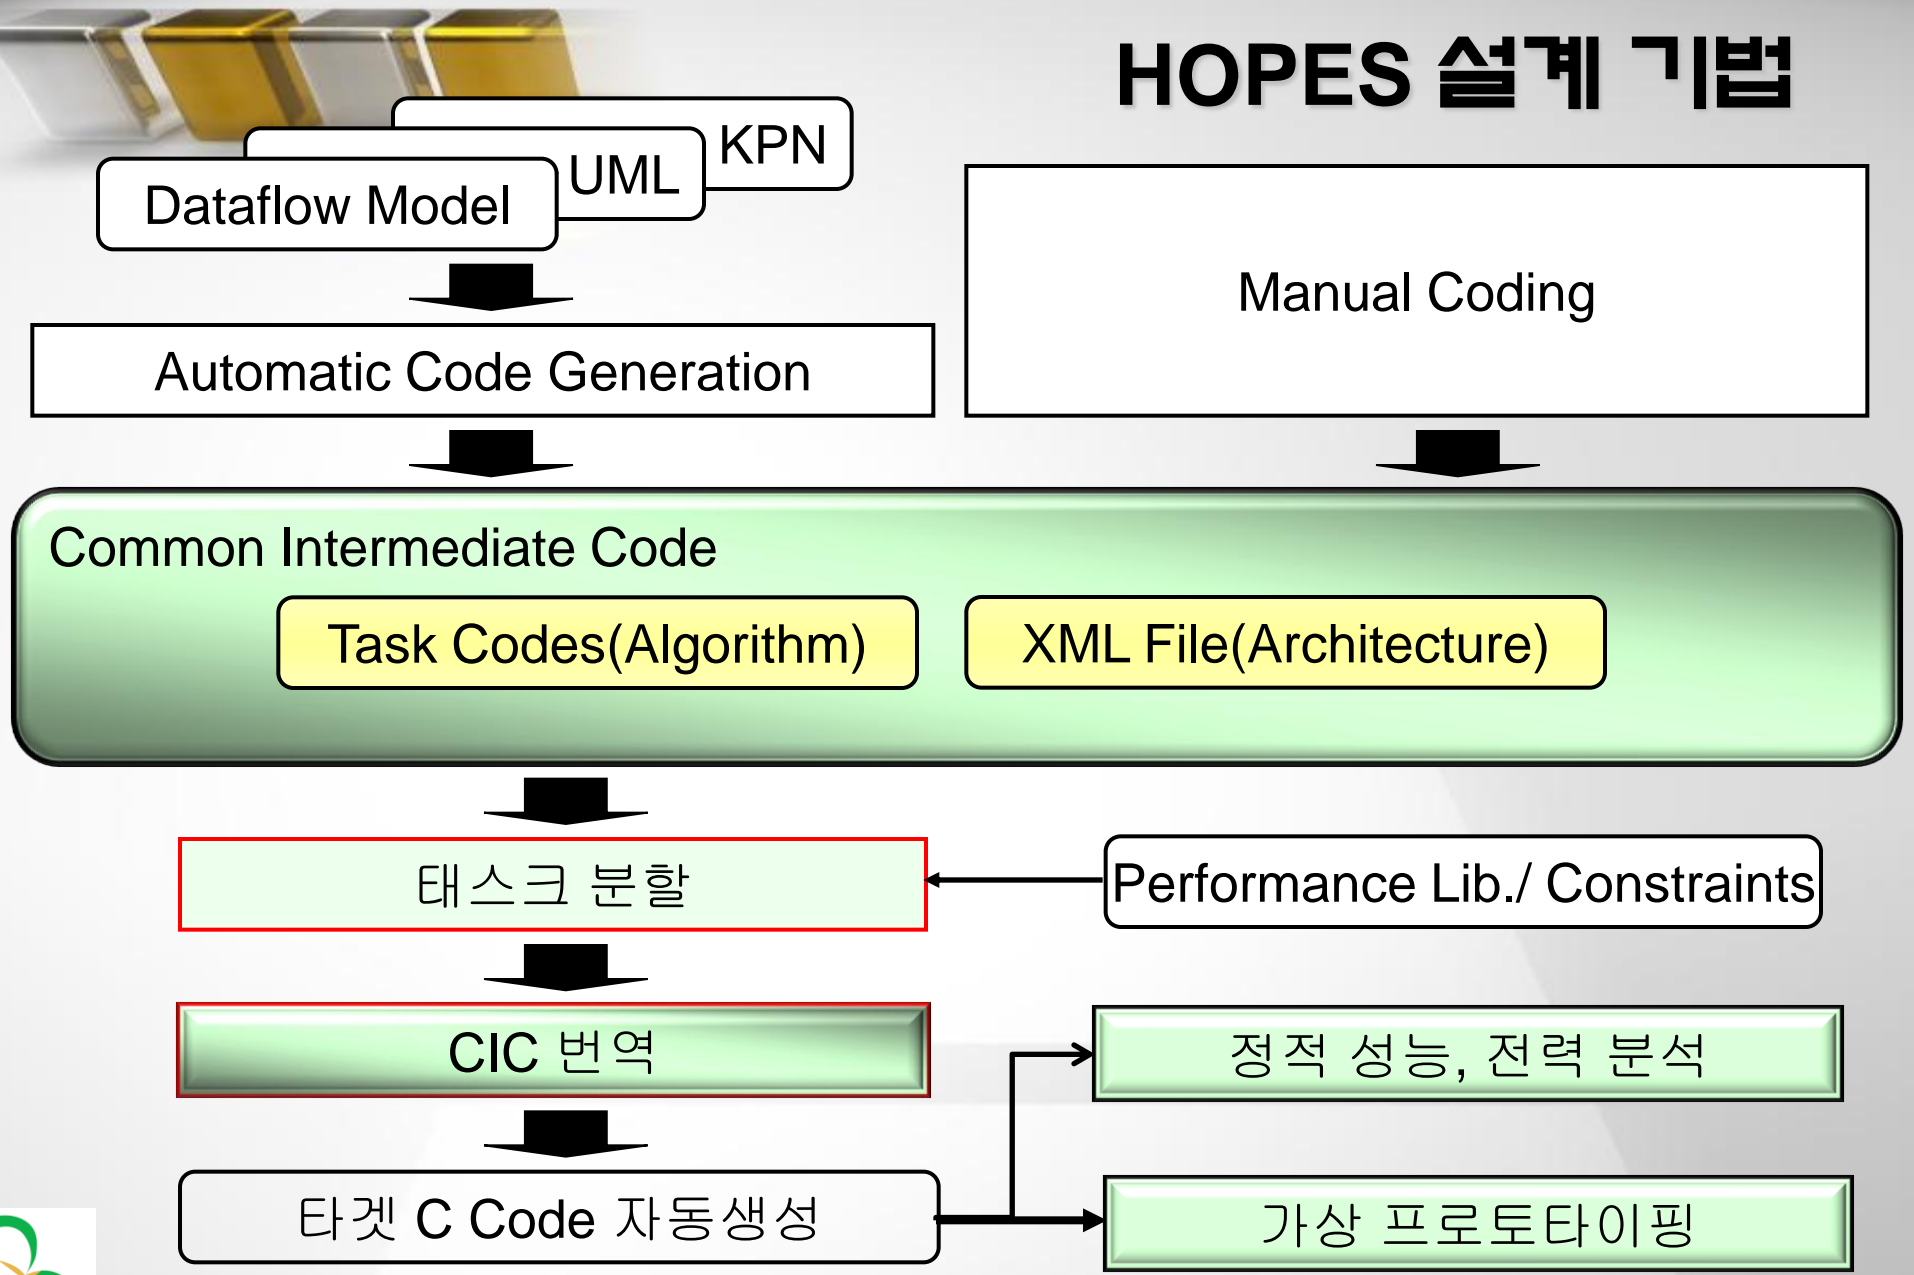 HOPES 설계 기법
KPN
UML
Dataflow Model
Manual Coding
Automatic Code Generation
Common Intermediate Code
Task Codes(Algorithm)
XML File(Architecture)
태스크 분할
Performance Lib./ Constraints
CIC 번역
정적 성능, 전력 분석
타겟 C Code 자동생성
가상 프로토타이핑